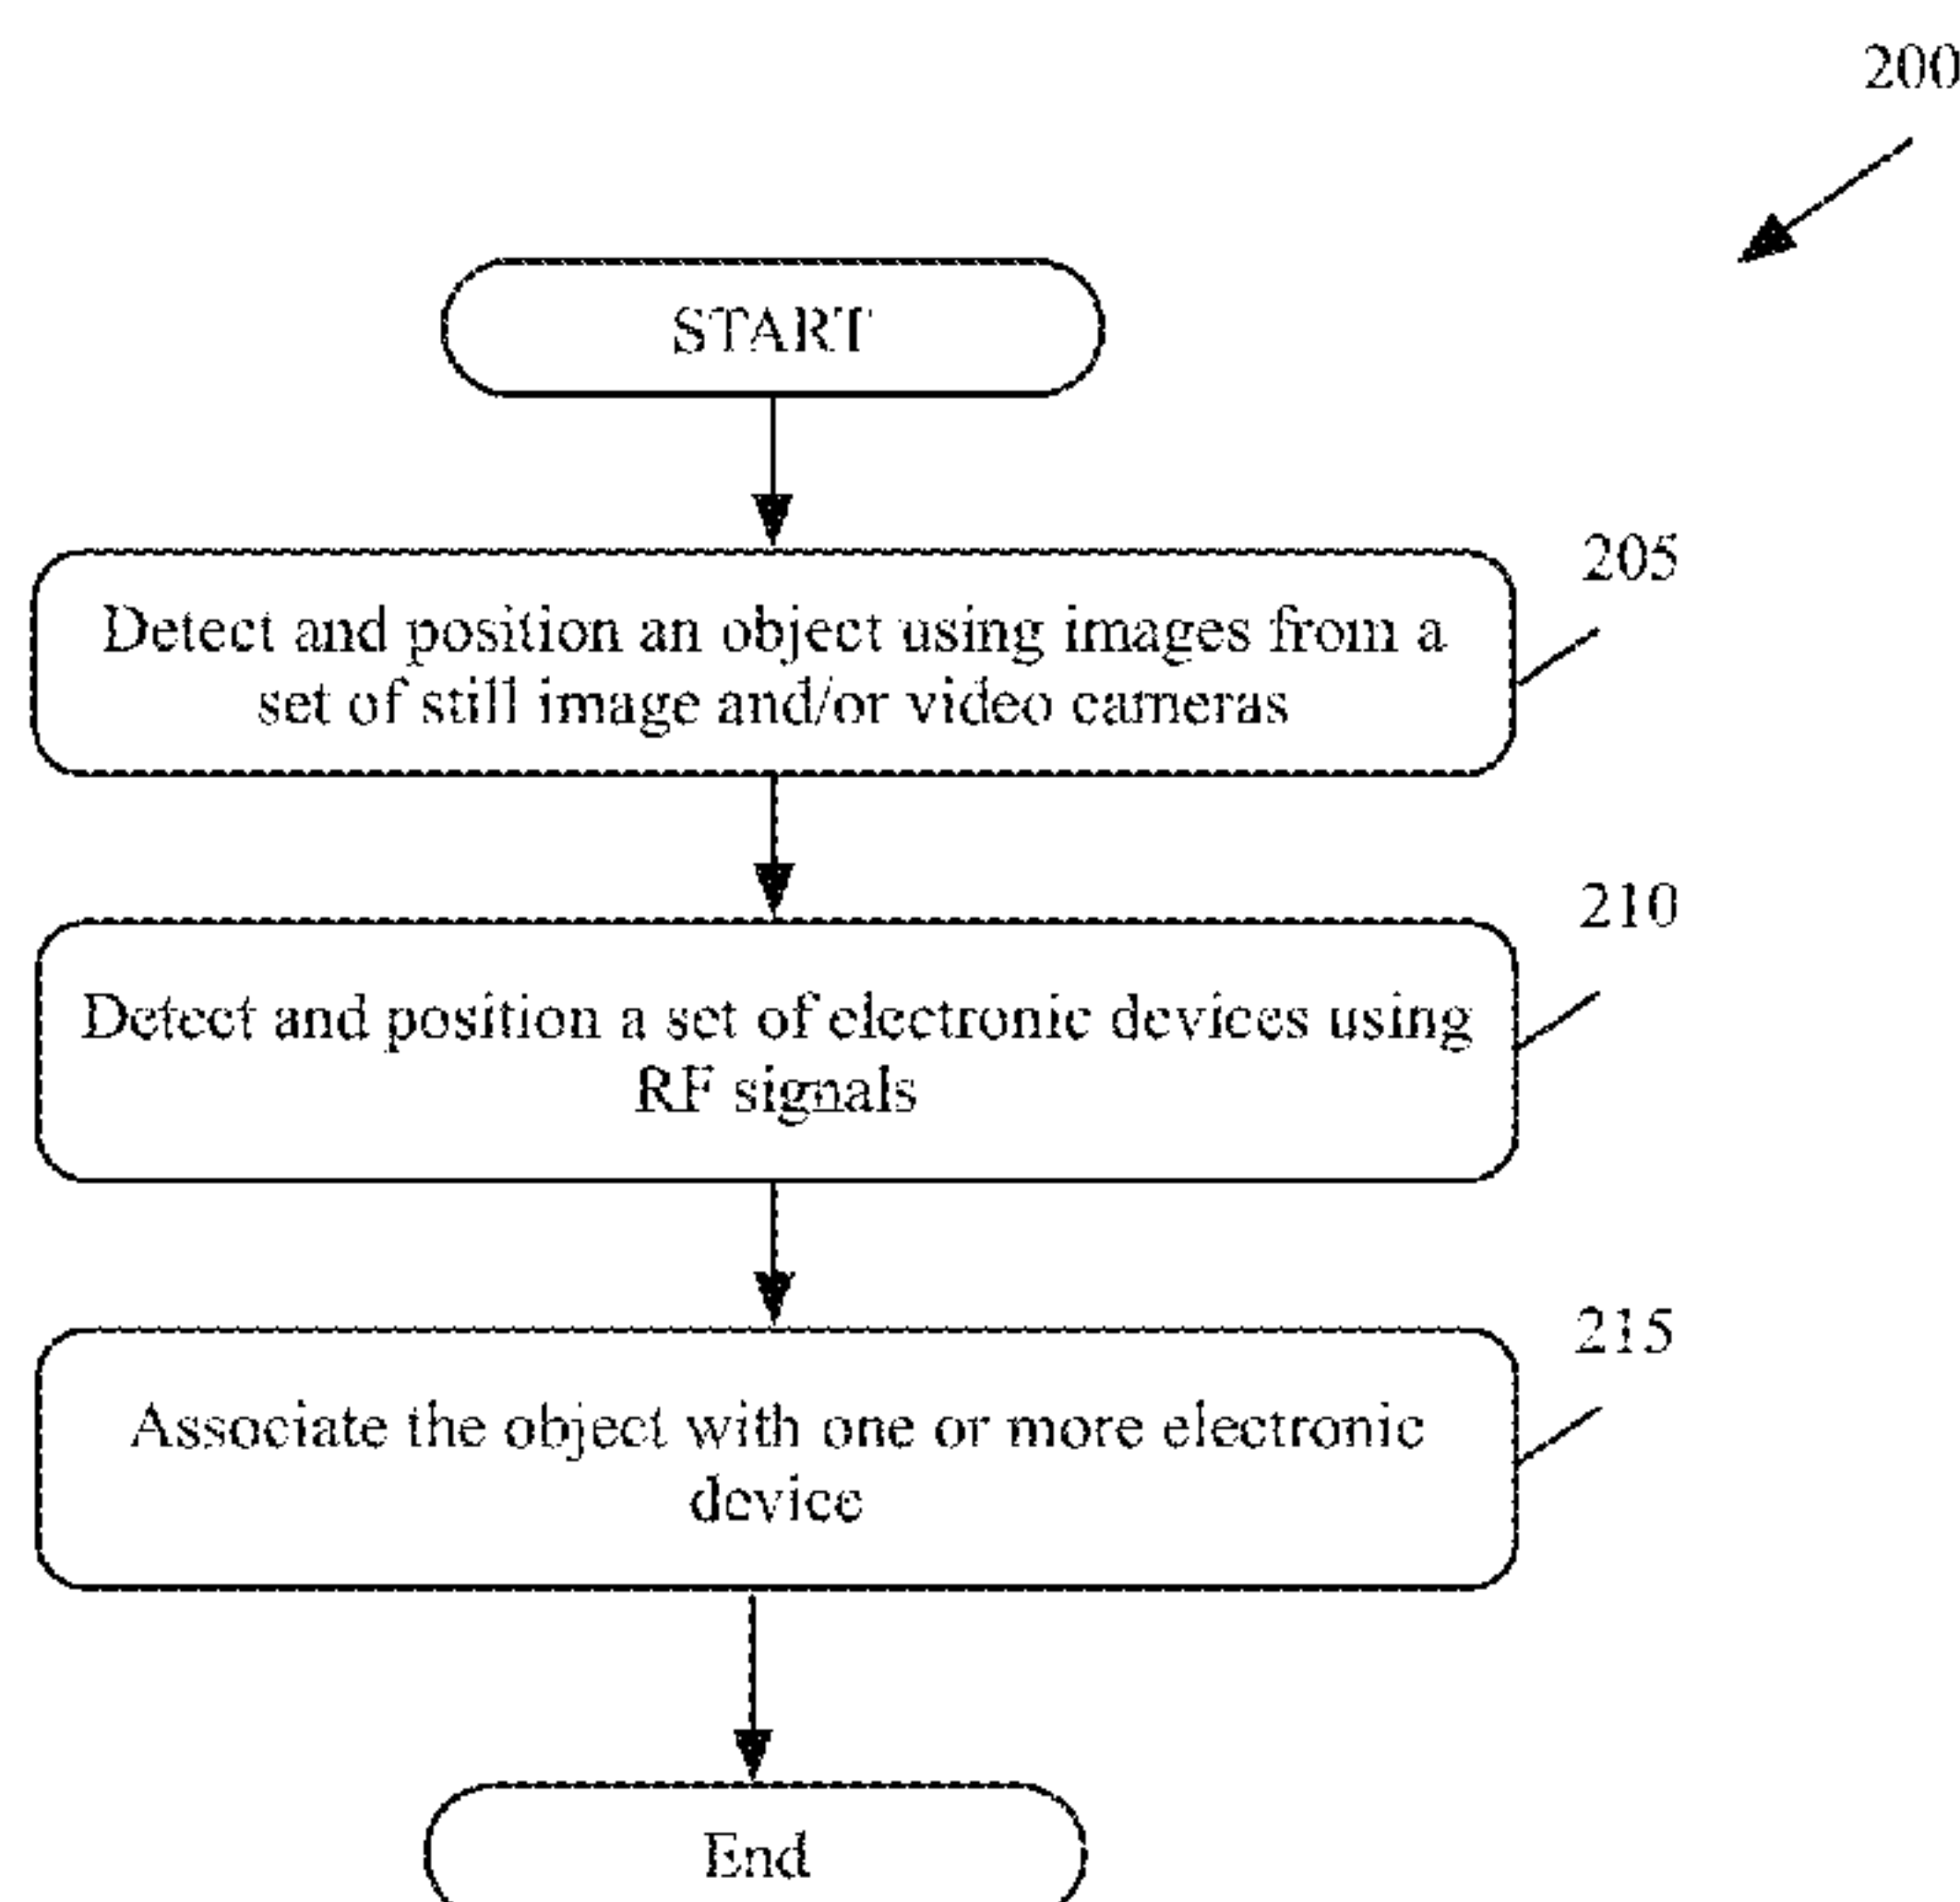 200
START
205
Detect and position an object using images from a
set of still image and/or video cameras
210
Detect and position a set of electronic devices using
RF signals
215
Associate the object with one or more electronic
device
End